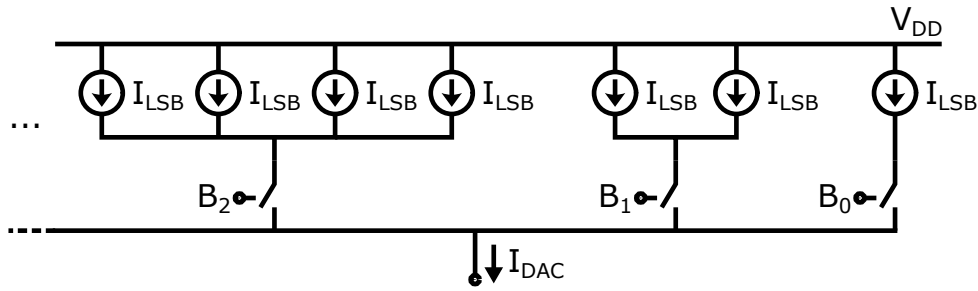 V_DD
I_LSB I_LSB I_LSB I_LSB I_LSB I_LSB I_LSB
...
B_2 B_1 B_0
I_DAC